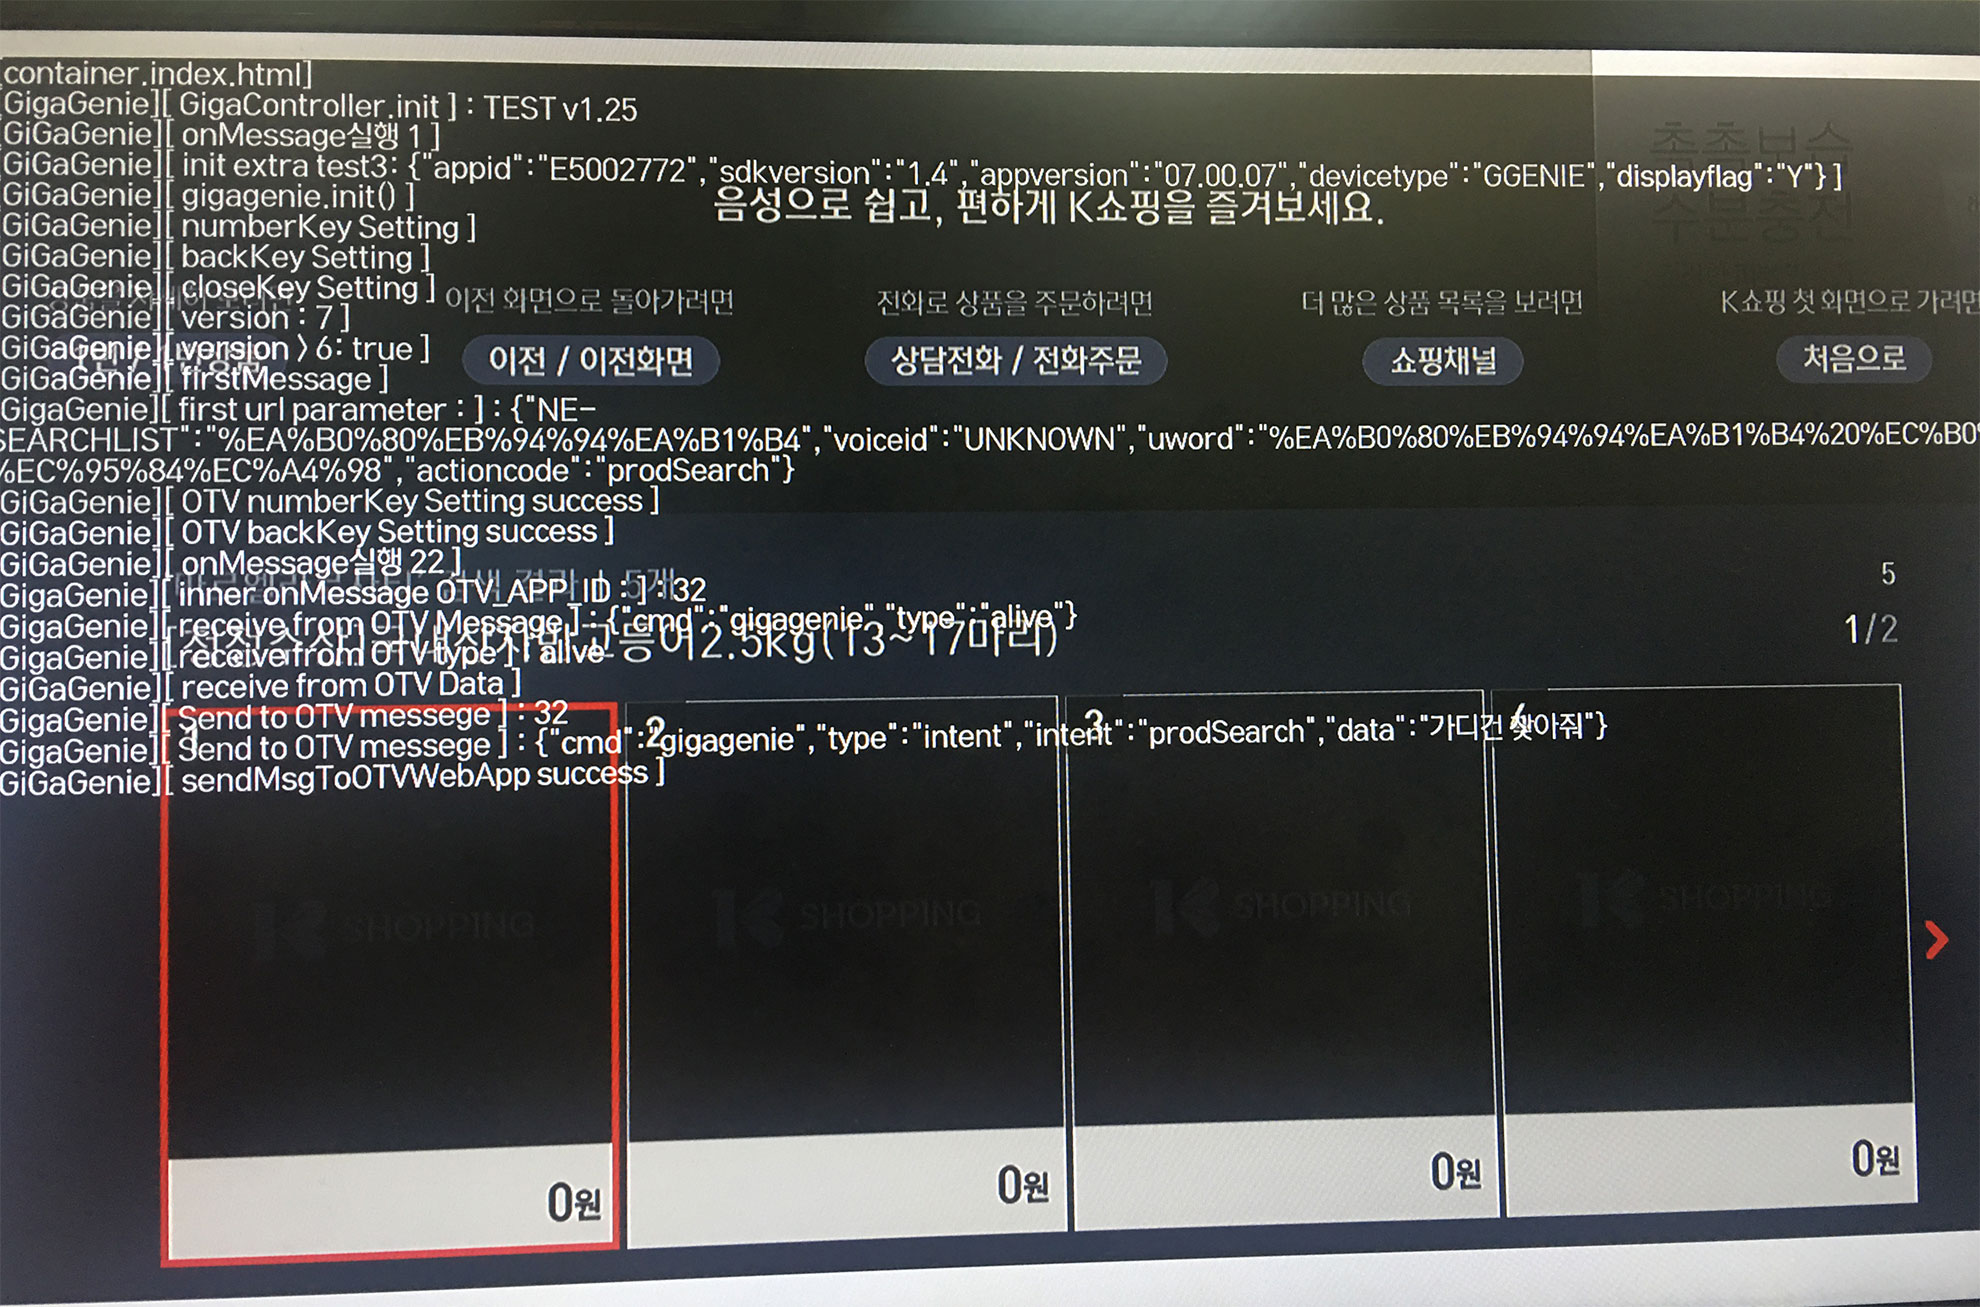 container.index.html]
GigaGenie][ GigaController.init ] : TEST v1.25
GiGaGenie][ onMessage실행 1 ]
GiGaGenie][ init extra test3: {"appid":"E5002772","sdkversion":"1.4","appversion":"07.00.07","devicetype":"GGENIE","displayflag":"Y"} ]
GiGaGenie][ gigagenie.init() ]
음성으로 쉽고, 편하게 K쇼핑을 즐겨보세요.
GiGaGenie][ numberKey Setting ]
GiGaGenie][ backKey Setting ]
GiGaGenie][ closeKey Setting ]
이전 화면으로 돌아가려면
전화로 상품을 주문하려면
더 많은 상품 목록을 보려면
K쇼핑 첫 화면으로 가려면
GiGaGenie][ version : 7 ]
GiGaGenie][ version > 6: true ]
이전 / 이전화면
상담전화 / 전화주문
쇼핑채널
처음으로
GiGaGenie][ firstMessage ]
GigaGenie][ first url parameter : ] : {"NE-
SEARCHLIST":"%EA%B0%80%EB%94%94%EA%B1%B4","voiceid":"UNKNOWN","uword":"%EA%B0%80%EB%94%94%EA%B1%B4%20%EC%B0%
%EC%95%84%EC%A4%98","actioncode":"prodSearch"}
GiGaGenie][ OTV numberKey Setting success ]
GiGaGenie][ OTV backKey Setting success ]
GiGaGenie][ onMessage실행 22 ]
검색 결과 5개
5
GigaGenie][ inner onMessage OTV_APP_ID : ] : 32
GigaGenie][ receive from OTV Message ] : {"cmd":"gigagenie","type":"alive"}
고등어2.5kg(13~17마리)
1/2
GigaGenie][ receive from OTV type ] : alive
GiGaGenie][ receive from OTV Data ]
GigaGenie][ Send to OTV messege ] : 32
GigaGenie][ Send to OTV messege ] : {"cmd":"gigagenie","type":"intent","intent":"prodSearch","data":"가디건 찾아줘"}
1
2
3
4
GiGaGenie][ sendMsgToOTVWebApp success ]
K SHOPPING
K SHOPPING
K SHOPPING
K SHOPPING
0원
0원
0원
0원